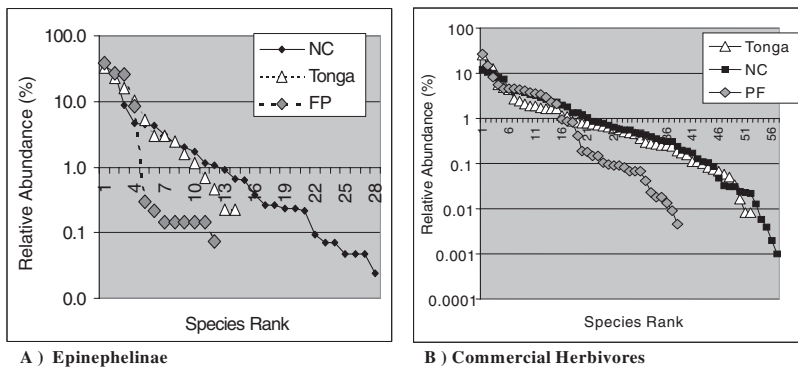 100.0
10.0
1.0
0.1
0.0
Relative Abundance (%)
1 4 7 10 13 16 19 22 25 28
Species Rank
NC
Tonga
FP
A ) Epinephelinae
100
10
1
0.1
0.01
0.001
0.0001
Relative Abundance (%)
1 6 11 16 36 41 46 51 56
Species Rank
Tonga
NC
PF
B ) Commercial Herbivores